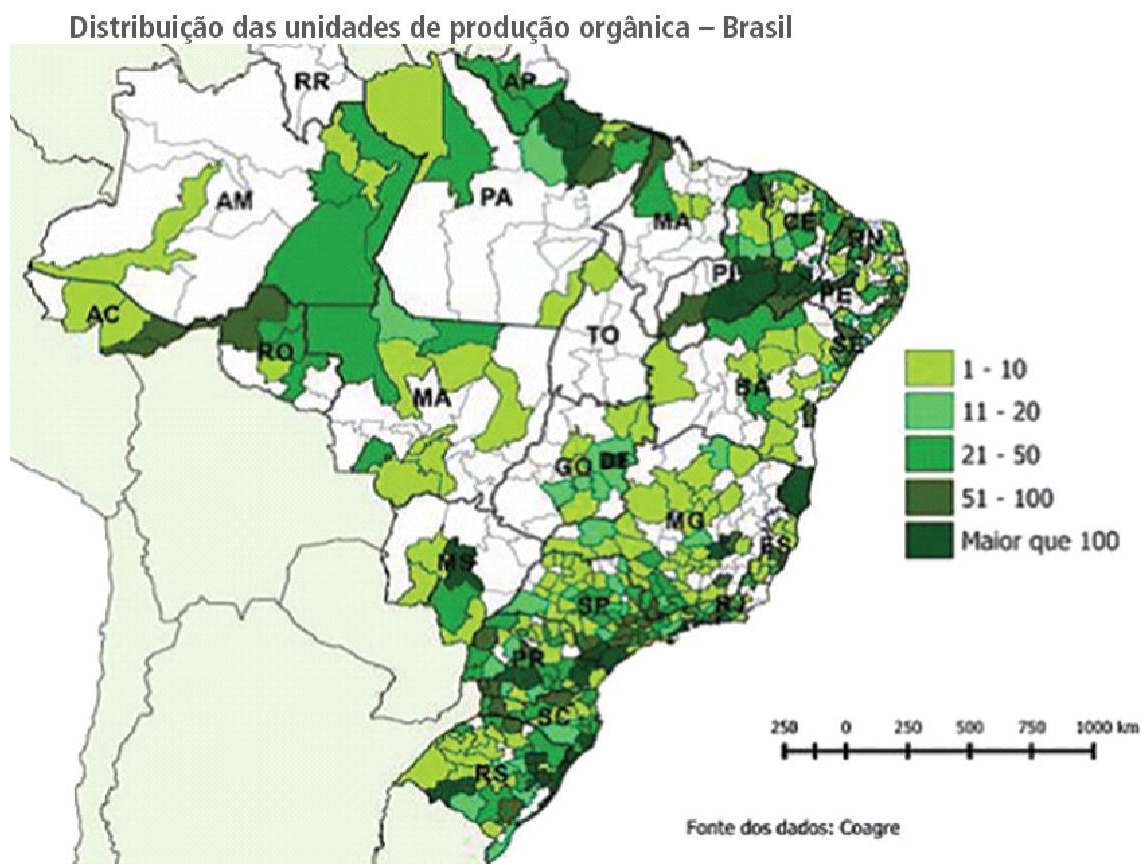 Distribuição das unidades de produção orgânica – Brasil
RR
AP
AM
PA
MA
CE
RN
PI
PE
AC
TO
SE
RO
BA
MA
GO DF
MG
ES
MS
SP
RJ
PR
SC
RS
1 - 10
11 - 20
21 - 50
51 - 100
Maior que 100
250 0 250 500 750 1000 km
Fonte dos dados: Coagre